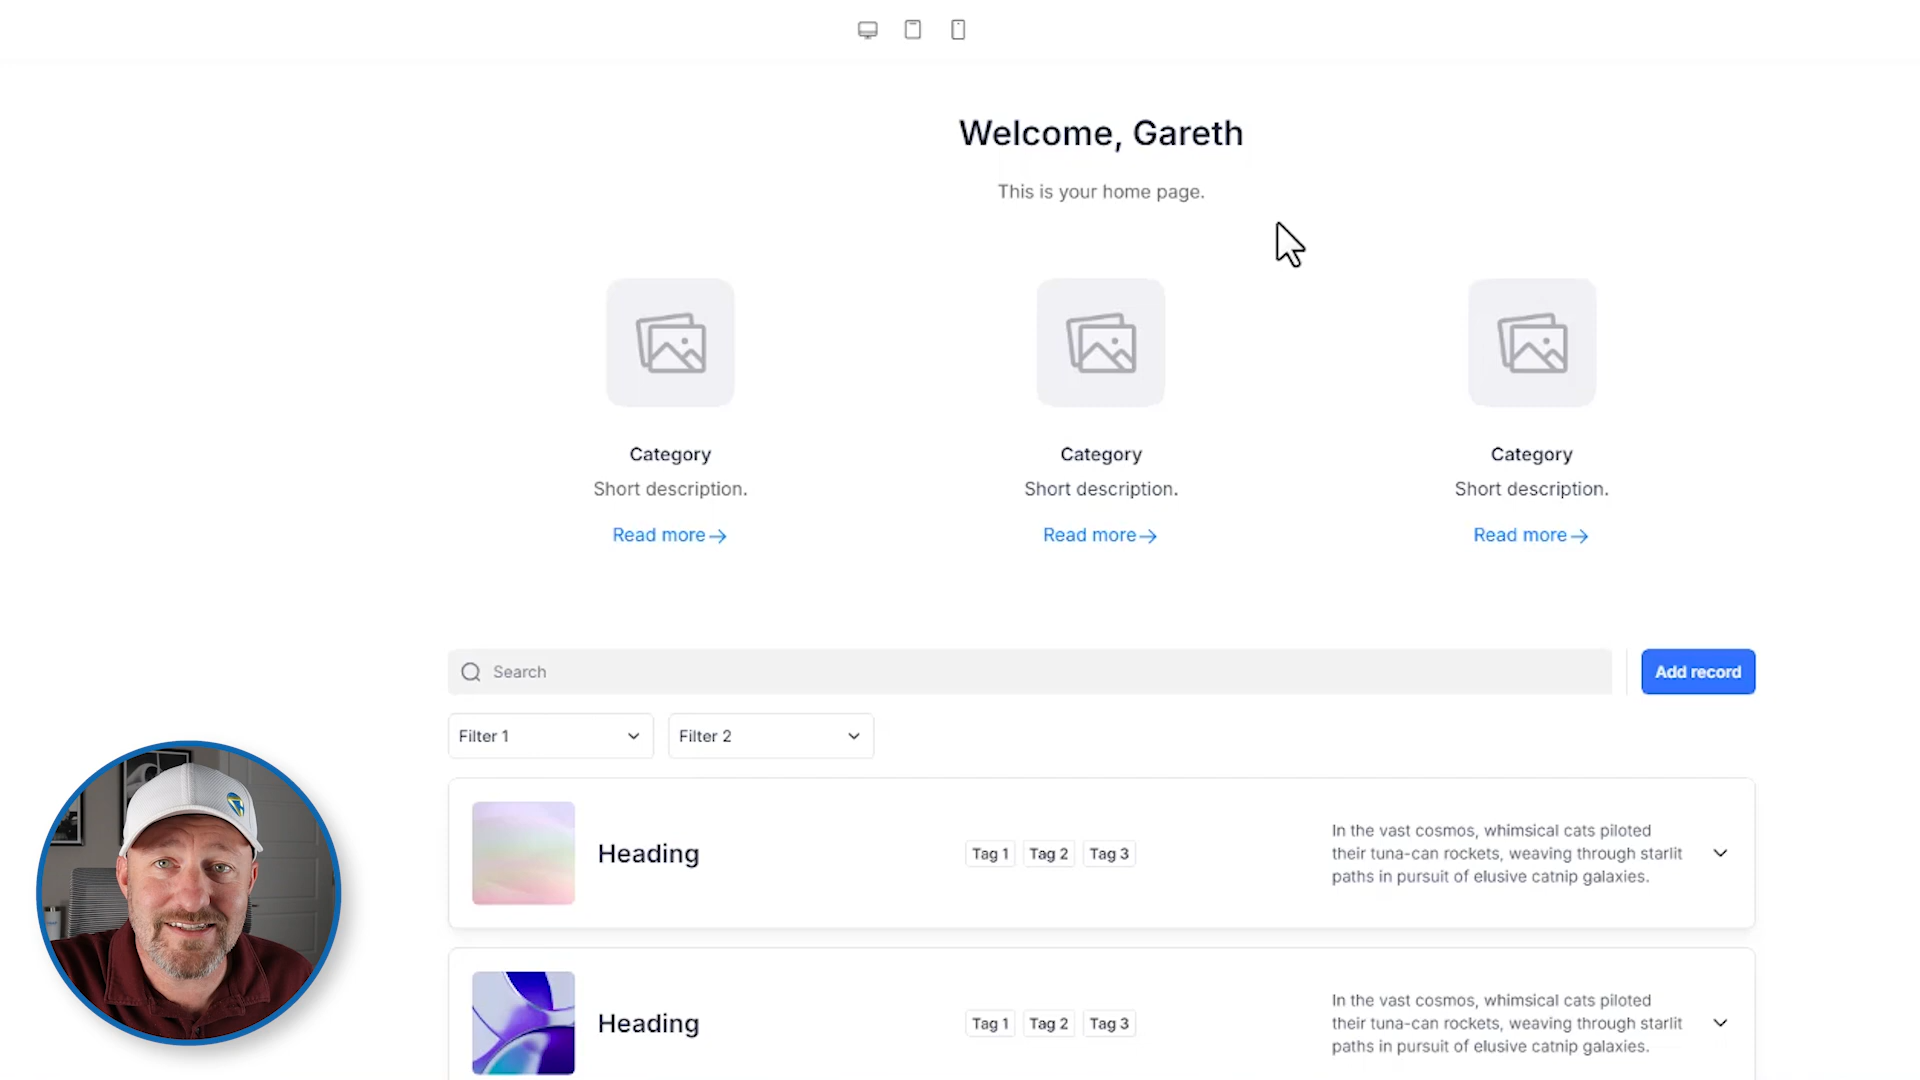 Welcome, Gareth
This is your home page.
Category Category Category
Short description. Short description. Short description.
Read more Read more Read more
Search
Add record
Filter 1 Filter 2
Heading
Tag 1 Tag 2 Tag 3
In the vast cosmos, whimsical cats piloted
their tuna-can rockets, weaving through starlit
paths in pursuit of elusive catnip galaxies.
Heading
Tag 1 Tag 2 Tag 3
In the vast cosmos, whimsical cats piloted
their tuna-can rockets, weaving through starlit
paths in pursuit of elusive catnip galaxies.